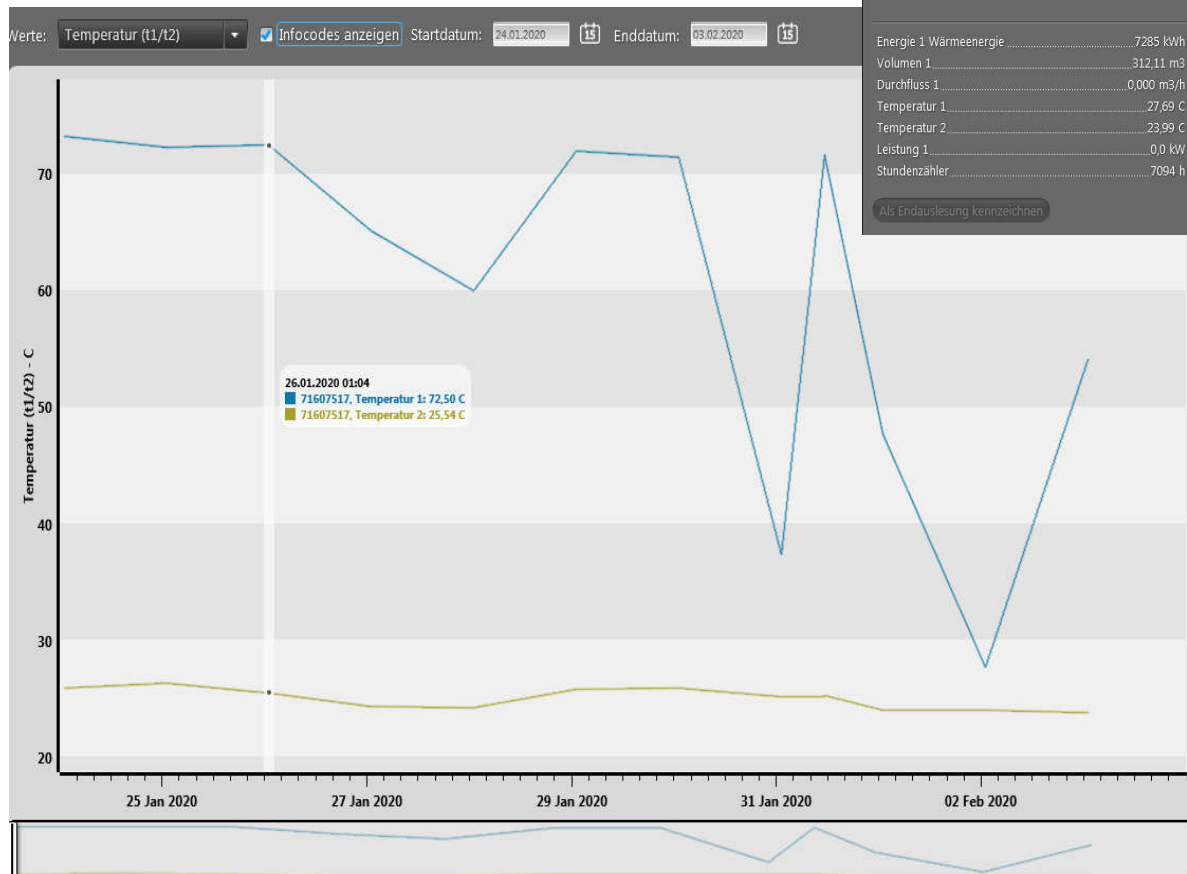 Werte: Temperatur (t1/t2) Infocodes anzeigen Startdatum: 24.01.2020 15 Enddatum: 03.02.2020 15
Energie 1 Wärmeenergie 7285 kWh
Volumen 1 312,11 m3
Durchfluss 1 0,000 m3/h
Temperatur 1 27,69 C
Temperatur 2 23,99 C
Leistung 1 0,0 kW
Stundenzähler 7094 h
Als Endauslesung kennzeichnen
Temperatur (t1/t2) - C
70
60
50
40
30
20
26.01.2020 01:04
71607517, Temperatur 1: 72,50 C
71607517, Temperatur 2: 25,54 C
25 Jan 2020 27 Jan 2020 29 Jan 2020 31 Jan 2020 02 Feb 2020